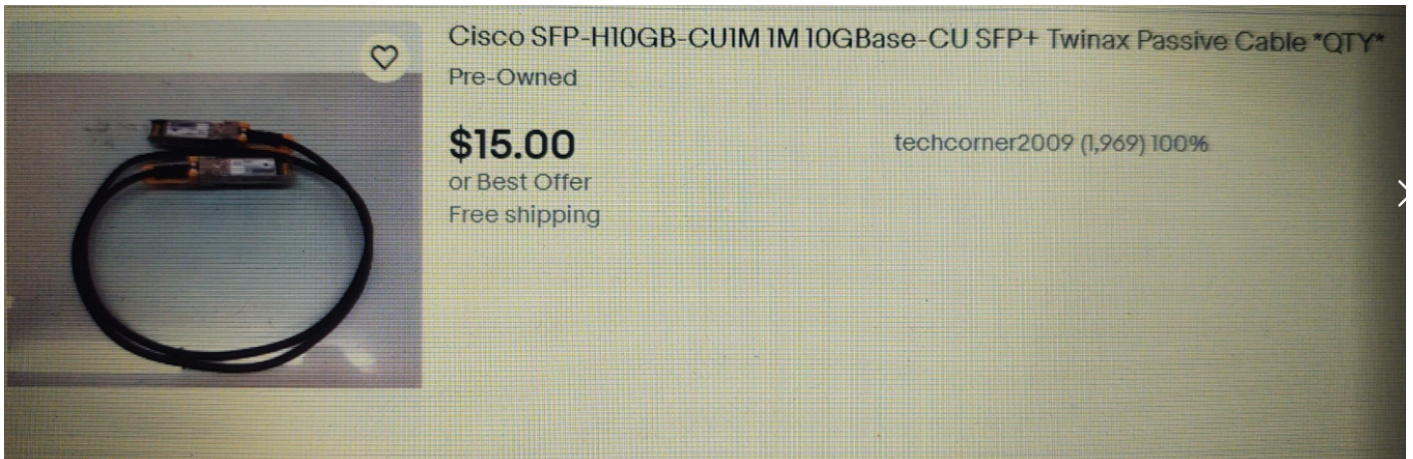 Cisco SFP-H10GB-CU1M 1M 10GBase-CU SFP+ Twinax Passive Cable *QTY*
Pre-Owned
$15.00
techcorner2009 (1,969) 100%
or Best Offer
Free shipping